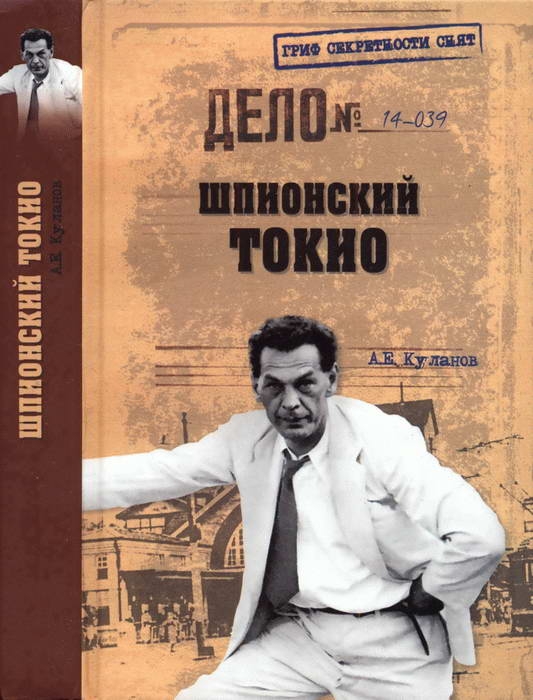 ШПИОНСКИЙ ТОКИО
А.Е. Куланов
ГРИФ СЕКРЕТНОСТИ СНЯТ
ДЕЛО № 14-039
ШПИОНСКИЙ
ТОКИО
А.Е. Куланов